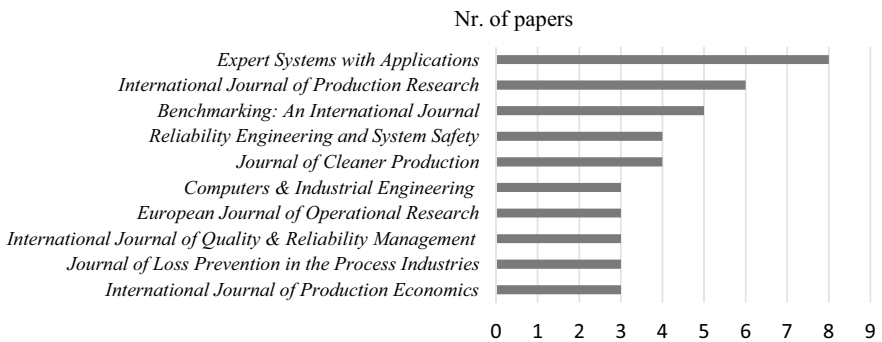 Nr. of papers
Expert Systems with Applications
International Journal of Production Research
Benchmarking: An International Journal
Reliability Engineering and System Safety
Journal of Cleaner Production
Computers & Industrial Engineering
European Journal of Operational Research
International Journal of Quality & Reliability Management
Journal of Loss Prevention in the Process Industries
International Journal of Production Economics
0 1 2 3 4 5 6 7 8 9